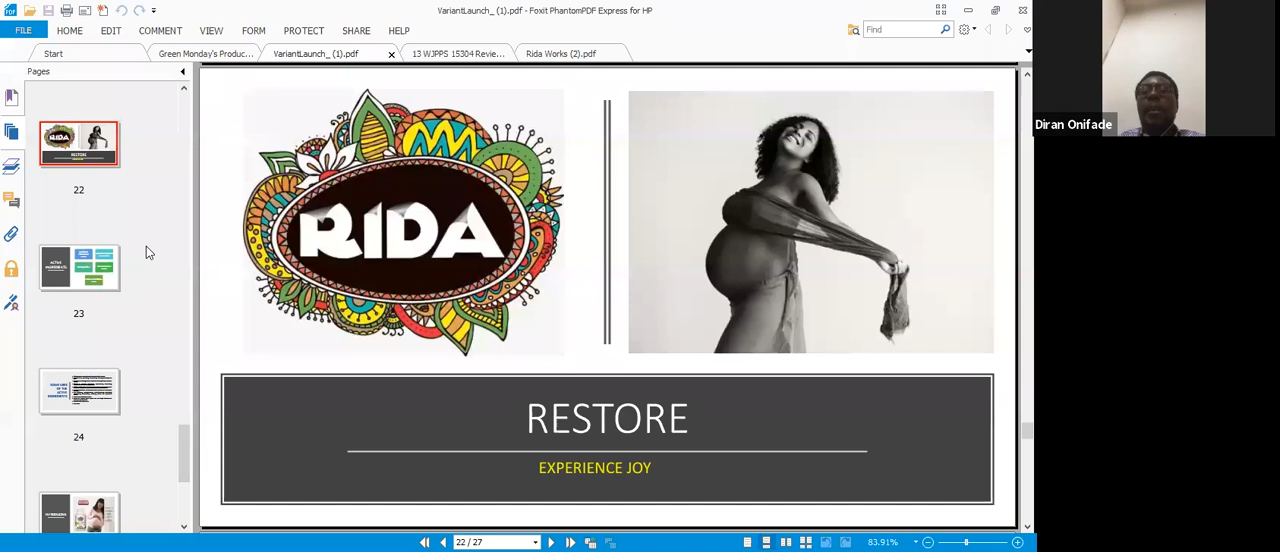 VariantLaunch_ (1).pdf - Foxit PhantomPDF Express for HP
FILE HOME EDIT COMMENT VIEW FORM PROTECT SHARE HELP
Find
Start
Green Monday's Produc...
VariantLaunch_ (1).pdf
13 WJPPS 15304 Revie...
Rida Works (2).pdf
Pages
22
23
24
RIDA
RESTORE
EXPERIENCE JOY
22 / 27
83.91%
Diran Onifade